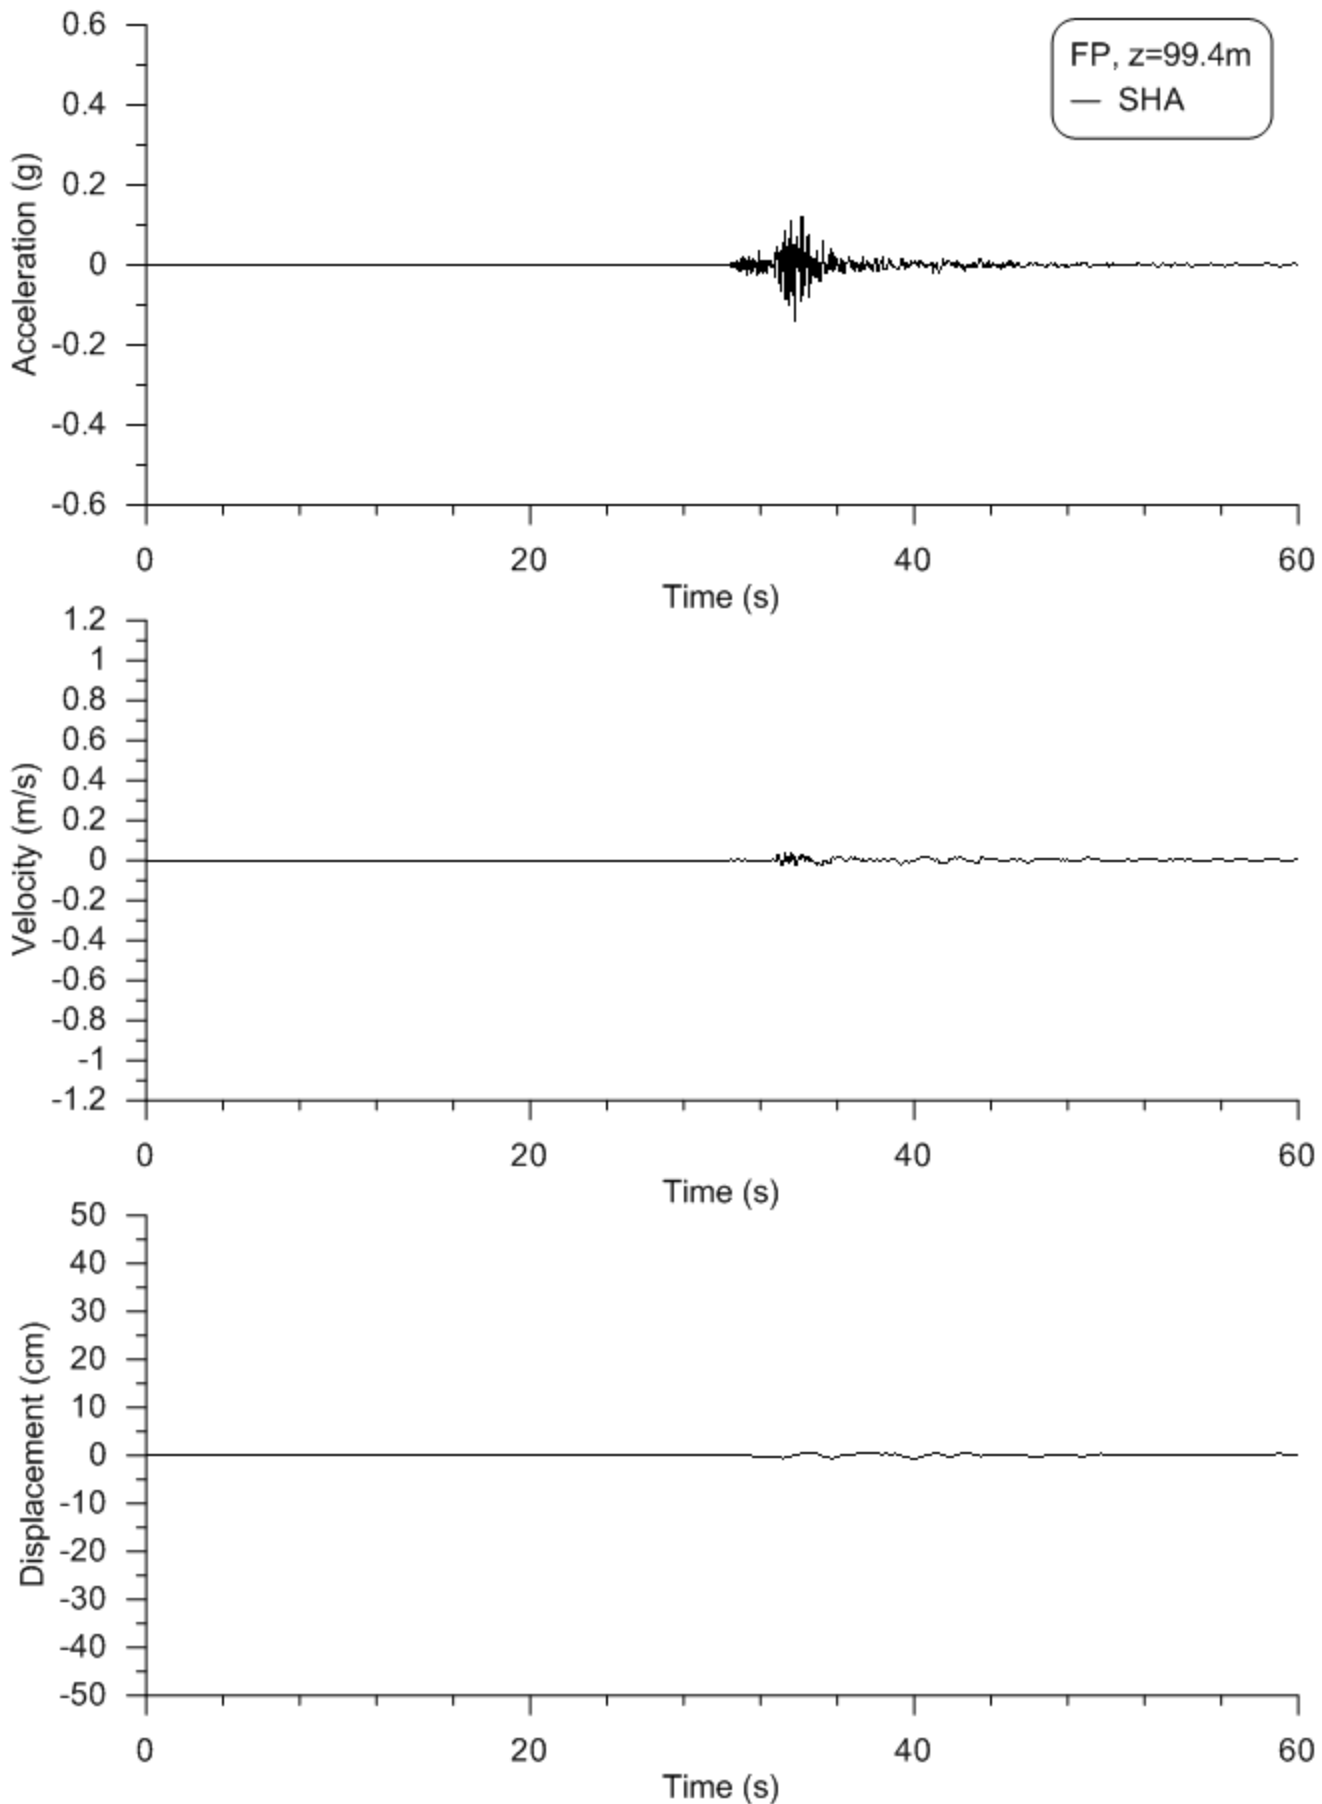 FP, z=99.4m
— SHA
Acceleration (g)
0.6
0.4
0.2
0
-0.2
-0.4
-0.6
0 20 40 60
Time (s)
Velocity (m/s)
1.2
1
0.8
0.6
0.4
0.2
0
-0.2
-0.4
-0.6
-0.8
-1
-1.2
0 20 40 60
Time (s)
Displacement (cm)
50
40
30
20
10
0
-10
-20
-30
-40
-50
0 20 40 60
Time (s)